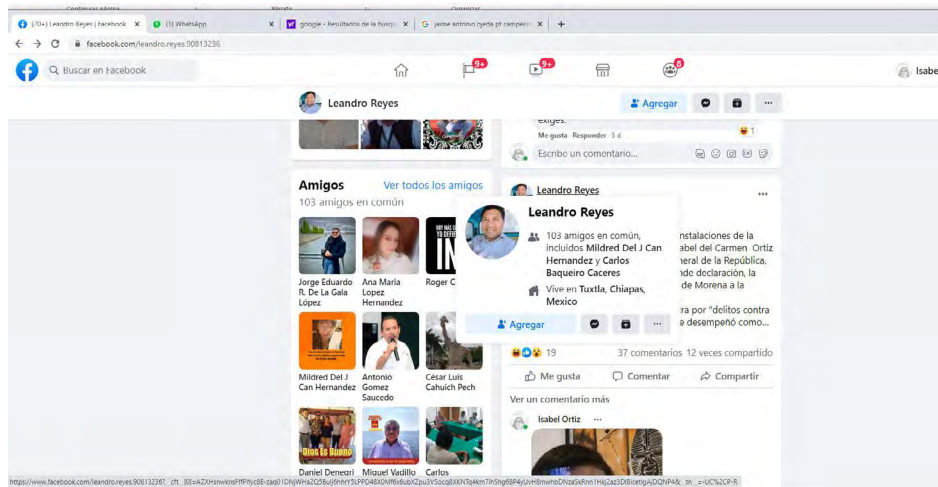 (20+) Leandro Reyes | Facebook
(1) WhatsApp
google - Resultados de la búsqu
jaime antonio ojeda pt campech
facebook.com/leandro.reyes.90813236
Buscar en Facebook
9+
9+
8
Isabe
Leandro Reyes
Agregar
exiges.
Me gusta Responder 5 d
1
Escribe un comentario...
Amigos
Ver todos los amigos
103 amigos en común
Jorge Eduardo R. De La Gala López
Ana Maria Lopez Hernandez
Roger C
Mildred Del J Can Hernandez
Antonio Gomez Saucedo
César Luis Cahuich Pech
Dios Es Bueno
Daniel Denegri
Miguel Vadillo
Carlos
Leandro Reyes
Leandro Reyes
103 amigos en común,
incluidos Mildred Del J Can
Hernandez y Carlos
Baqueiro Caceres
Vive en Tuxtla, Chiapas,
Mexico
Agregar
nstalaciones de la
abel del Carmen Ortiz
neral de la República.
nde declaración, la
de Morena a la
ra por "delitos contra
e desempeñó como...
19
37 comentarios 12 veces compartido
Me gusta
Comentar
Compartir
Ver un comentario más
Isabel Ortiz